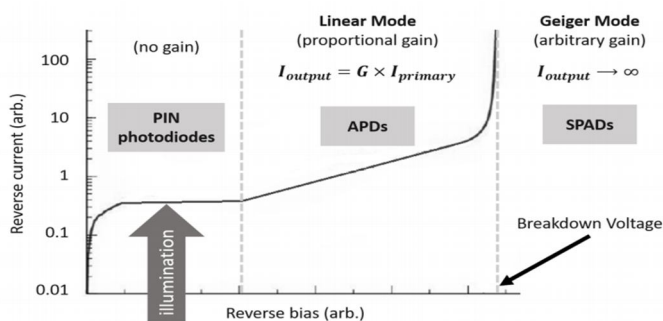 Linear Mode
(proportional gain)
Geiger Mode
(arbitrary gain)
(no gain)
I_output = G × I_primary
I_output → ∞
PIN
photodiodes
APDs
SPADs
Reverse current (arb.)
100
10
1
0.1
0.01
illumination
Breakdown Voltage
Reverse bias (arb.)